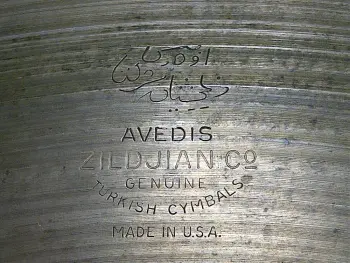 AVEDIS
ZILDJIAN CO
GENUINE
TURKISH CYMBALS
MADE IN U.S.A.